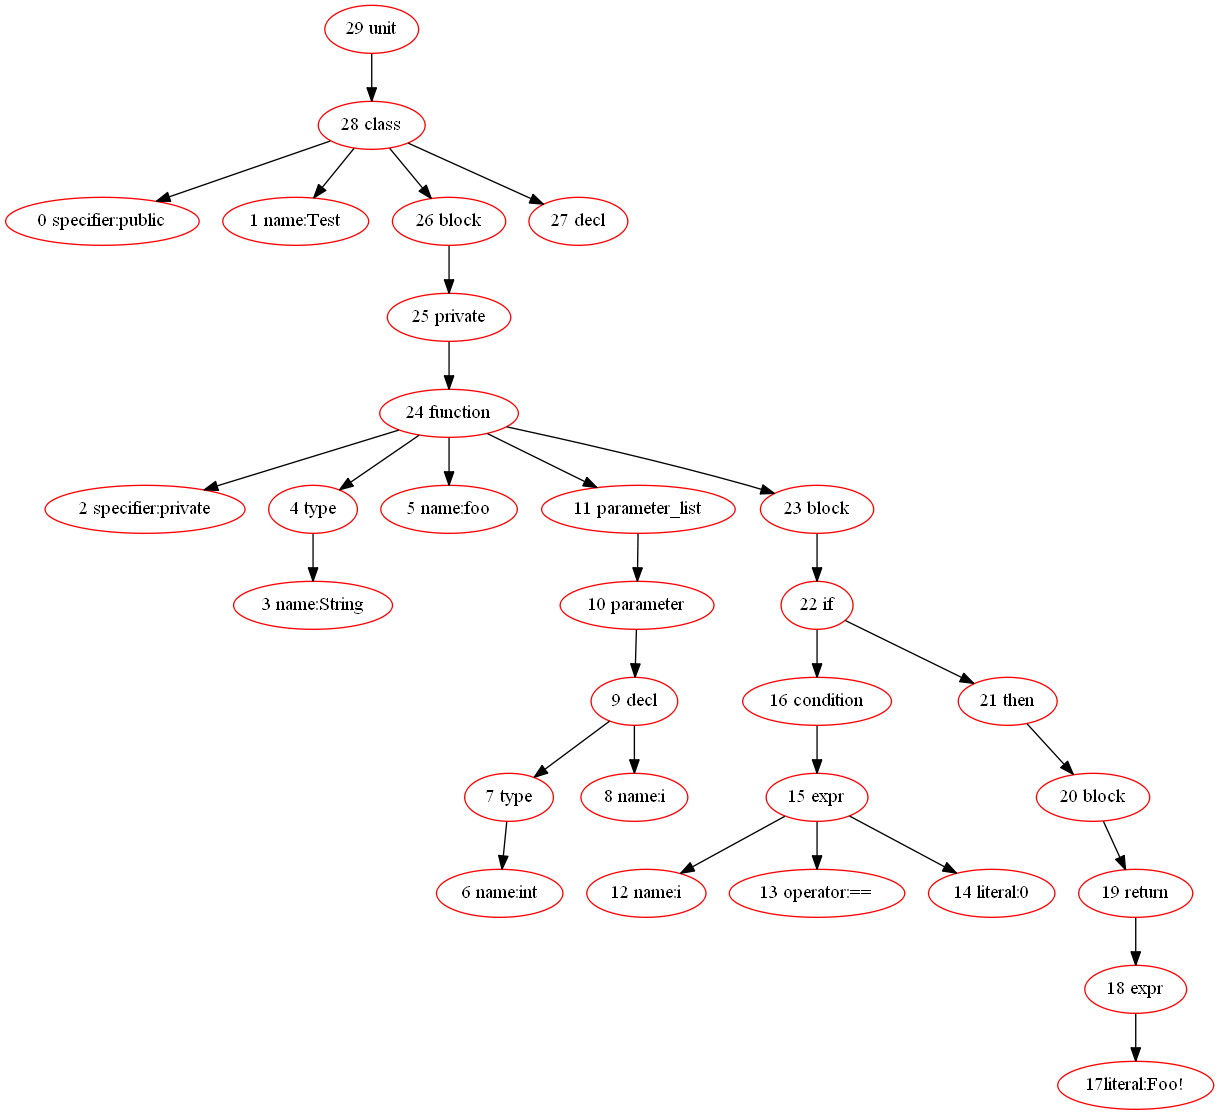 29 unit
28 class
0 specifier:public
1 name:Test
26 block
27 decl
25 private
24 function
2 specifier:private
4 type
5 name:foo
11 parameter_list
23 block
3 name:String
10 parameter
22 if
9 decl
16 condition
21 then
7 type
8 name:i
15 expr
20 block
6 name:int
12 name:i
13 operator:==
14 literal:0
19 return
18 expr
17literal:Foo!